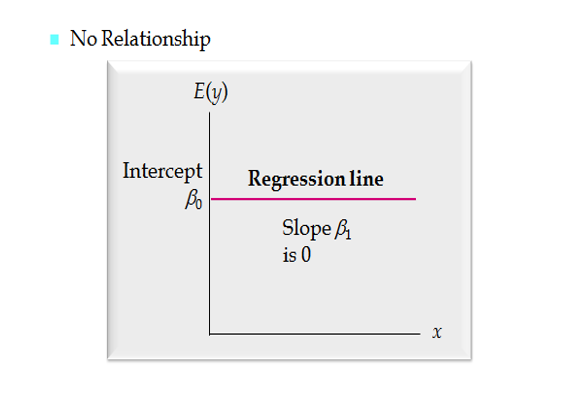 No Relationship
E(y)
Intercept
β₀
Regression line
Slope β₁
is 0
x